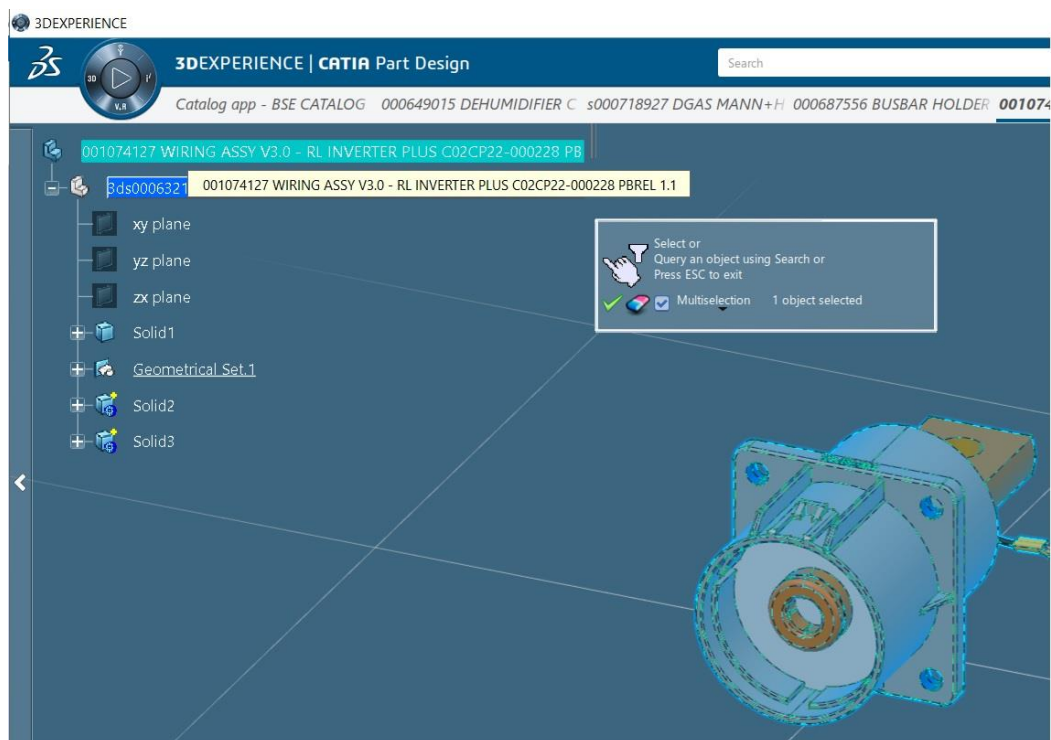 3DEXPERIENCE
3DEXPERIENCE | CATIA Part Design
Search
3D
V.R
Catalog app - BSE CATALOG 000649015 DEHUMIDIFIER C s000718927 DGAS MANN+H 000687556 BUSBAR HOLDER 001074
001074127 WIRING ASSY V3.0 - RL INVERTER PLUS C02CP22-000228 PB
3ds0006321
001074127 WIRING ASSY V3.0 - RL INVERTER PLUS C02CP22-000228 PBREL 1.1
xy plane
yz plane
zx plane
Solid1
Geometrical Set.1
Solid2
Solid3
Select or
Query an object using Search or
Press ESC to exit
Multiselection 1 object selected